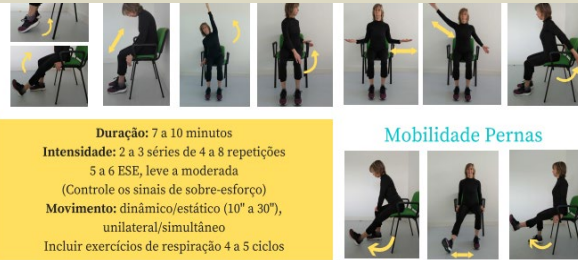 Duração: 7 a 10 minutos
Intensidade: 2 a 3 séries de 4 a 8 repetições
5 a 6 ESE, leve a moderada
(Controle os sinais de sobre-esforço)
Movimento: dinâmico/estático (10" a 30"),
unilateral/simultâneo
Incluir exercícios de respiração 4 a 5 ciclos
Mobilidade Pernas